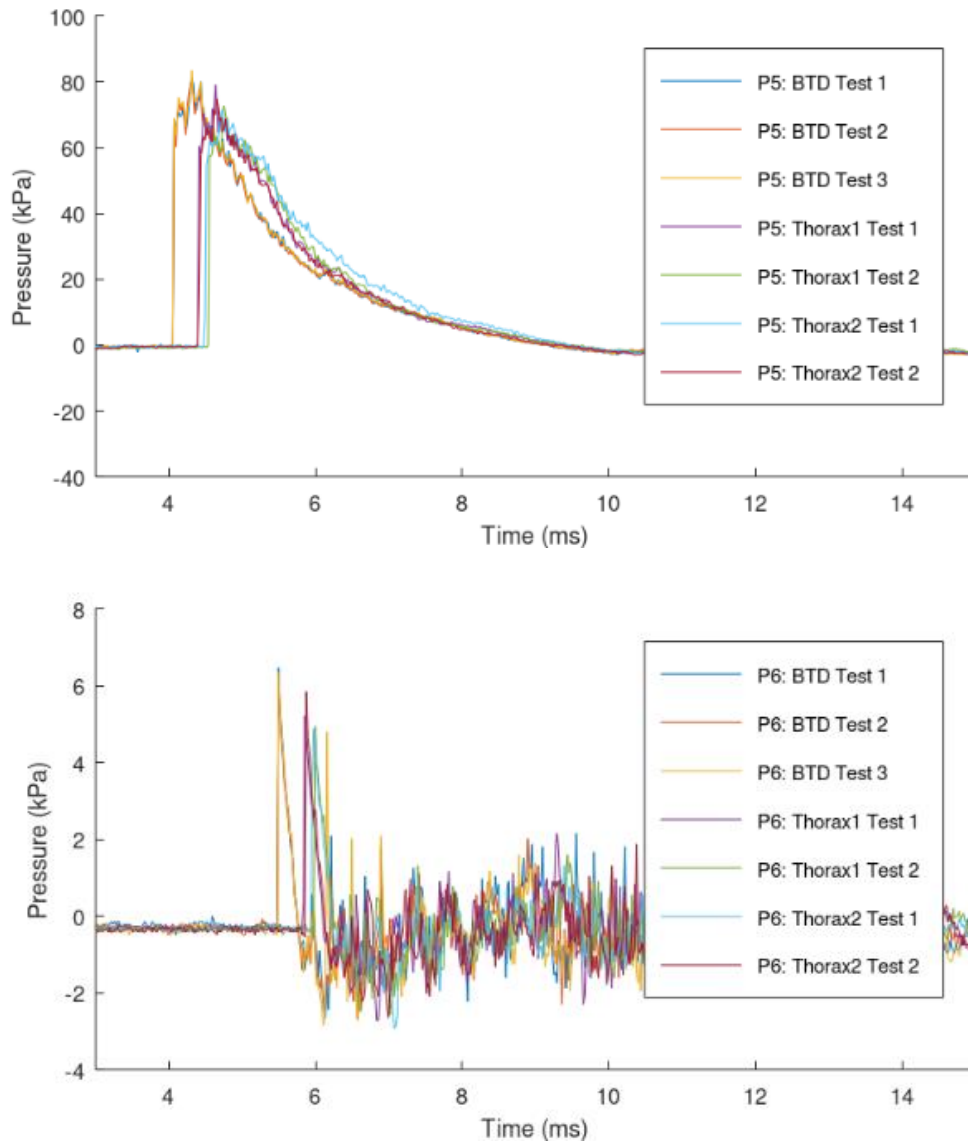 100
80
60
40
20
0
-20
-40
Pressure (kPa)
4 6 8 10 12 14
Time (ms)
P5: BTD Test 1
P5: BTD Test 2
P5: BTD Test 3
P5: Thorax1 Test 1
P5: Thorax1 Test 2
P5: Thorax2 Test 1
P5: Thorax2 Test 2
8
6
4
2
0
-2
-4
Pressure (kPa)
4 6 8 10 12 14
Time (ms)
P6: BTD Test 1
P6: BTD Test 2
P6: BTD Test 3
P6: Thorax1 Test 1
P6: Thorax1 Test 2
P6: Thorax2 Test 1
P6: Thorax2 Test 2